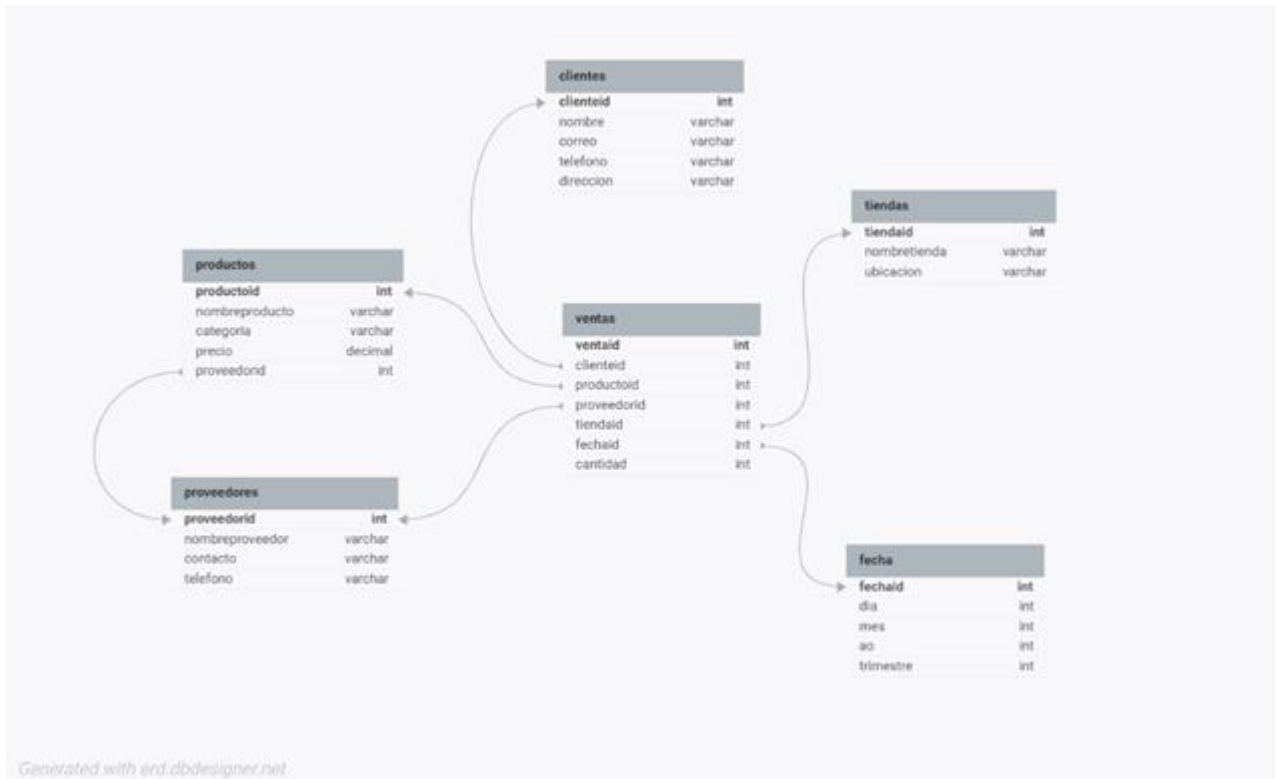 clientes
clienteid int
nombre varchar
correo varchar
telefono varchar
direccion varchar
tiendas
tiendaid int
nombretienda varchar
ubicacion varchar
productos
productoid int
nombreproducto varchar
categoria varchar
precio decimal
proveedorid int
ventas
ventaid int
clienteid int
productoid int
proveedorid int
tiendaid int
fechaid int
cantidad int
proveedores
proveedorid int
nombreproveedor varchar
contacto varchar
telefono varchar
fecha
fechaid int
dia int
mes int
ao int
trimestre int
Generated with erd.dbdesigner.net